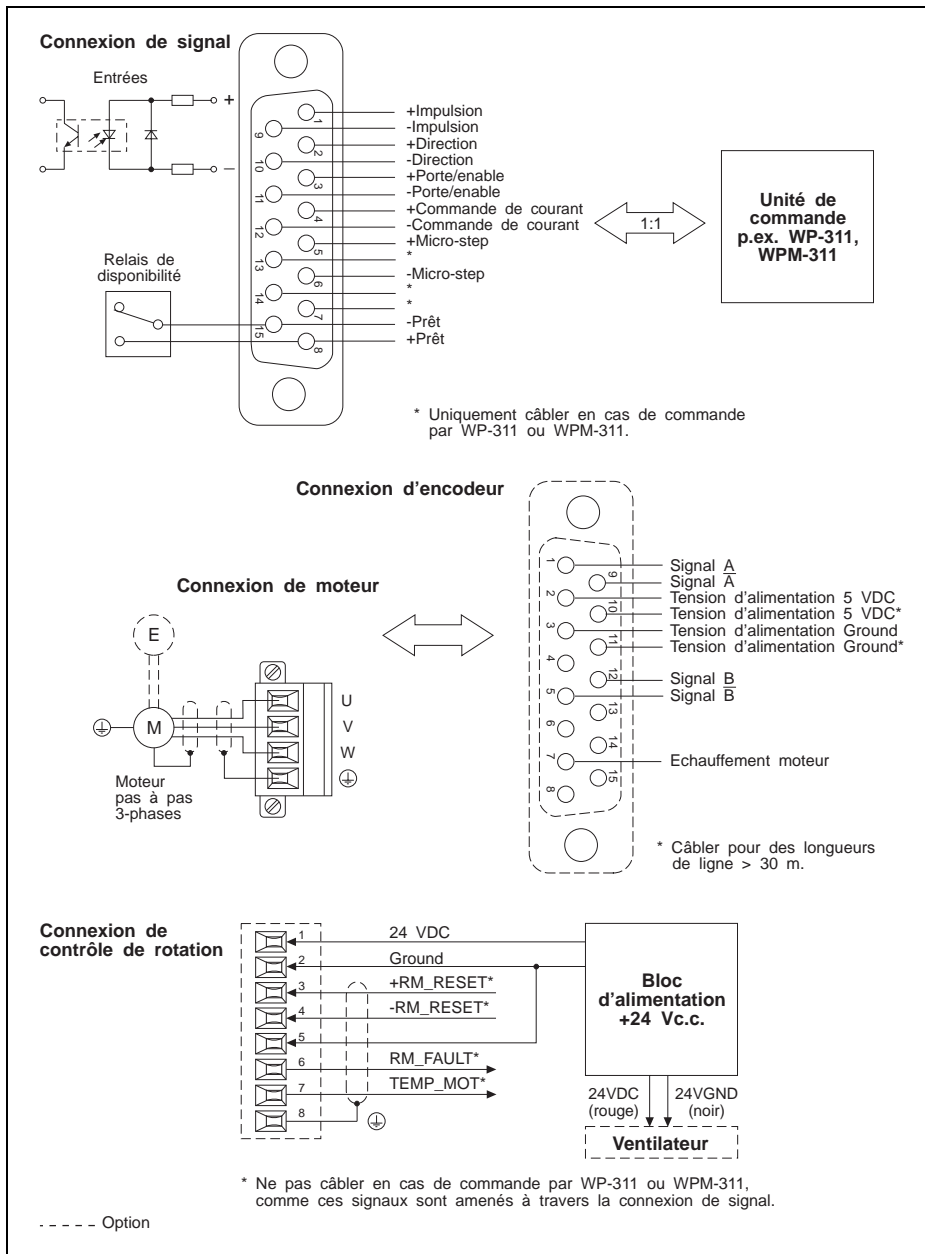 Connexion de signal
Entrées
+
−
1
9
2
10
3
11
4
12
5
13
6
14
7
15
8
+Impulsion
-Impulsion
+Direction
-Direction
+Porte/enable
-Porte/enable
+Commande de courant
-Commande de courant
+Micro-step
*
-Micro-step
*
*
-Prêt
+Prêt
1:1
Unité de
commande
p.ex. WP-311,
WPM-311
Relais de
disponibilité
* Uniquement câbler en cas de commande
par WP-311 ou WPM-311.
Connexion d'encodeur
1
9
2
10
3
11
4
12
5
13
6
14
7
15
8
Signal A
Signal A̅
Tension d'alimentation 5 VDC
Tension d'alimentation 5 VDC*
Tension d'alimentation Ground
Tension d'alimentation Ground*
Signal B
Signal B̅
Echauffement moteur
* Câbler pour des longueurs
de ligne > 30 m.
Connexion de moteur
E
M
U
V
W
Moteur
pas à pas
3-phases
Connexion de
contrôle de rotation
1 24 VDC
2 Ground
3 +RM_RESET*
4 -RM_RESET*
5
6 RM_FAULT*
7 TEMP_MOT*
8
Bloc
d'alimentation
+24 Vc.c.
24VDC
(rouge)
24VGND
(noir)
Ventilateur
* Ne pas câbler en cas de commande par WP-311 ou WPM-311,
comme ces signaux sont amenés à travers la connexion de signal.
- - - - - Option